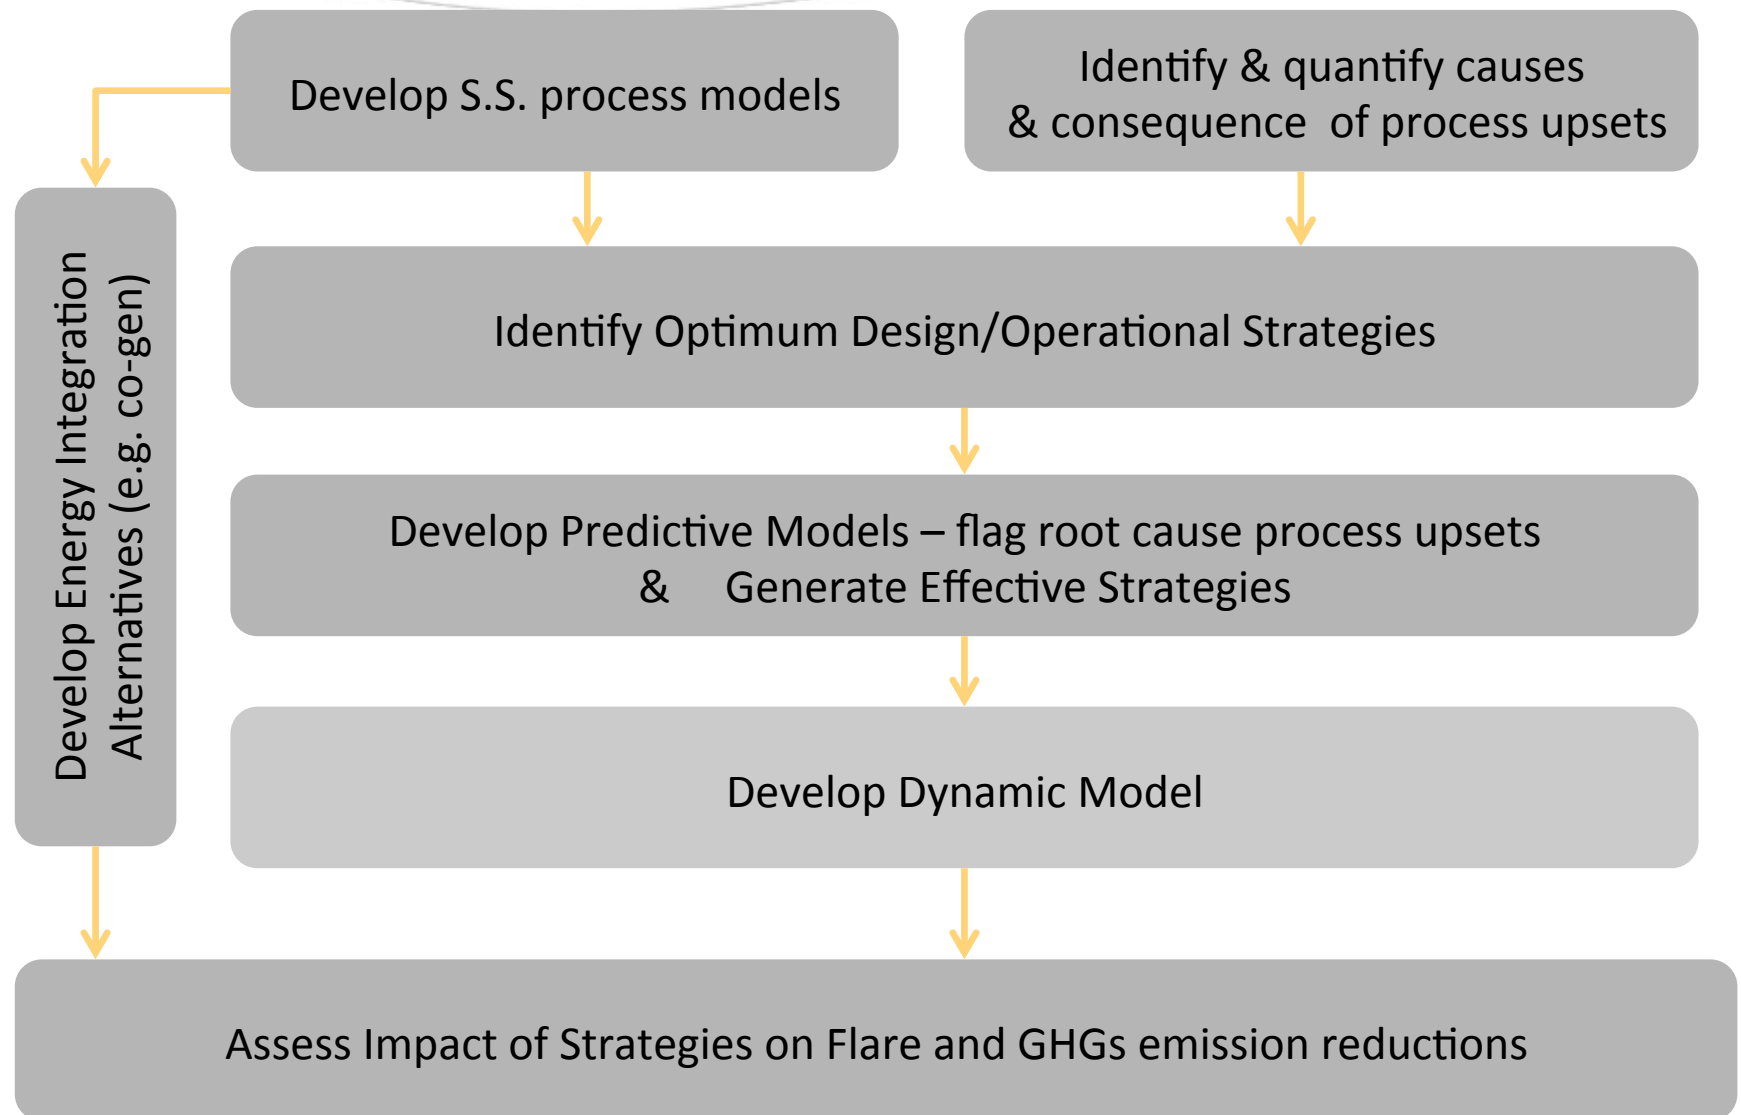 Develop S.S. process models
Identify & quantify causes
& consequence of process upsets
Develop Energy Integration
Alternatives (e.g. co-gen)
Identify Optimum Design/Operational Strategies
Develop Predictive Models – flag root cause process upsets
& Generate Effective Strategies
Develop Dynamic Model
Assess Impact of Strategies on Flare and GHGs emission reductions